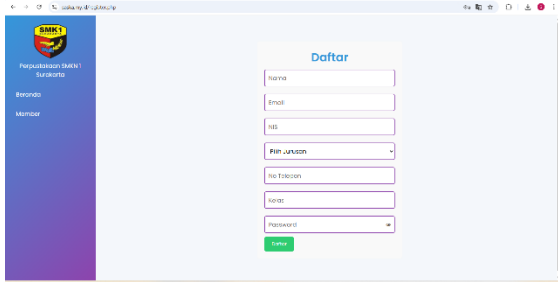 SMK1
Perpustakaan SMKN 1
Surakarta
Beranda
Member
Daftar
Nama
Email
NIS
Pilih Jurusan
No Telepon
Kelas
Password
Daftar